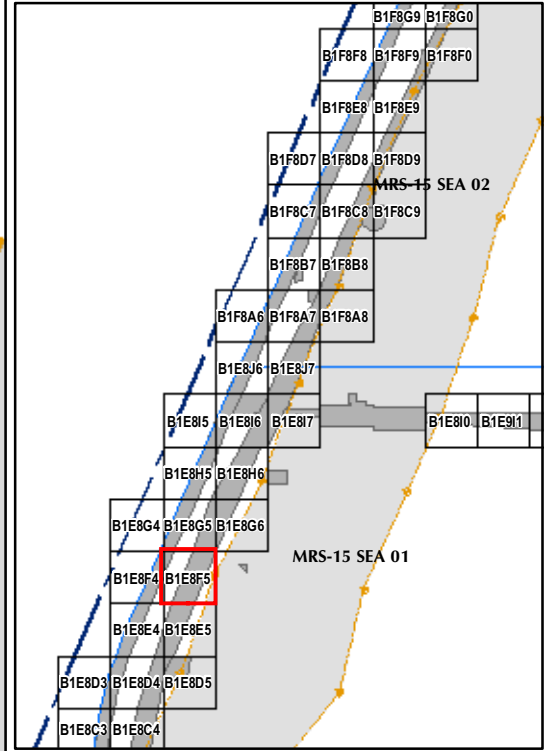 B1F8G9 B1F8G0
B1F8F8 B1F8F9 B1F8F0
B1F8E8 B1F8E9
B1F8D7 B1F8D8 B1F8D9
MRS-15 SEA 02
B1F8C7 B1F8C8 B1F8C9
B1F8B7 B1F8B8
B1F8A6 B1F8A7 B1F8A8
B1E8J6 B1E8J7
B1E8I5 B1E8I6 B1E8I7 B1E8I0 B1E9I1
B1E8H5 B1E8H6
B1E8G4 B1E8G5 B1E8G6
MRS-15 SEA 01
B1E8F4 B1E8F5
B1E8E4 B1E8E5
B1E8D3 B1E8D4 B1E8D5
B1E8C3 B1E8C4